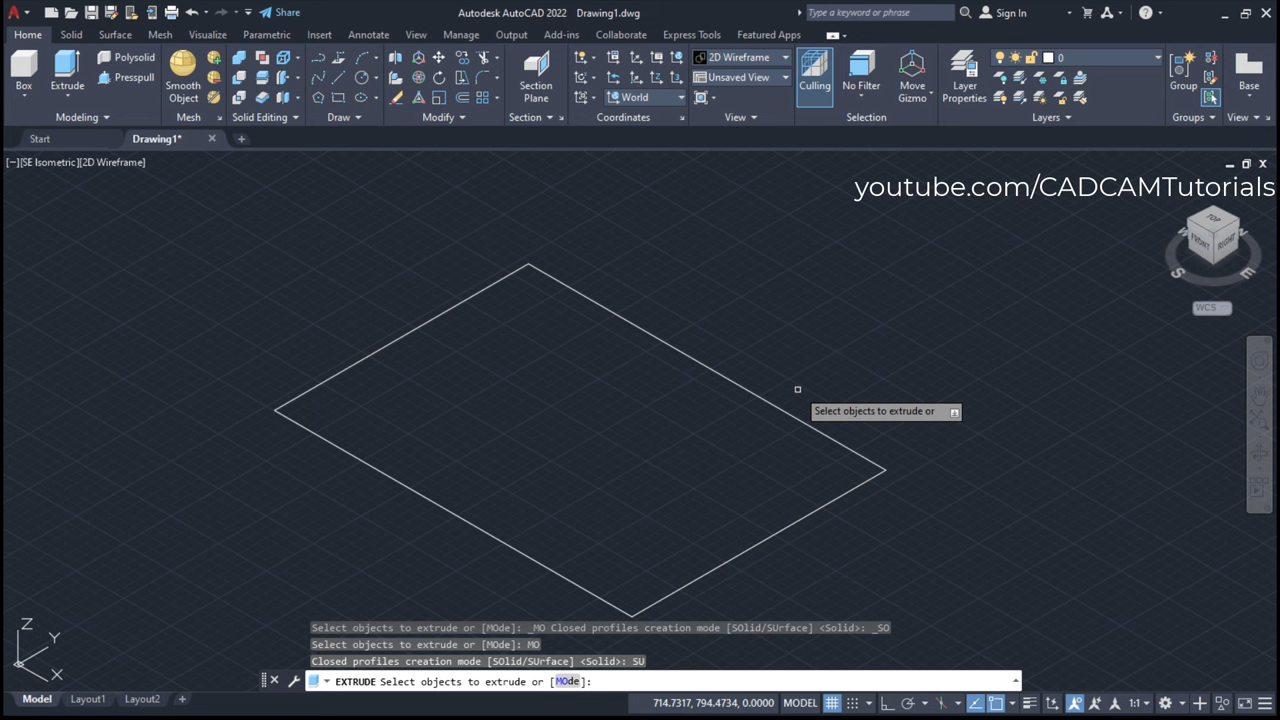 Autodesk AutoCAD 2022 Drawing1.dwg
Share
Type a keyword or phrase
Sign In
Home Solid Surface Mesh Visualize Parametric Insert Annotate View Manage Output Add-ins Collaborate Express Tools Featured Apps
Box
Extrude
Polysolid
Presspull
Smooth Object
Section Plane
World
2D Wireframe
Unsaved View
Culling
No Filter
Move Gizmo
Layer Properties
0
Group
Base
Modeling
Mesh
Solid Editing
Draw
Modify
Section
Coordinates
View
Selection
Layers
Groups
View
Start
Drawing1*
[−][SE Isometric][2D Wireframe]
youtube.com/CADCAMTutorials
TOP
W
N
FRONT
RIGHT
S
E
WCS
Select objects to extrude or
Z
Y
X
Select objects to extrude or [MOde]: _MO Closed profiles creation mode [SOlid/SUrface] <Solid>: _SO
Select objects to extrude or [MOde]: MO
Closed profiles creation mode [SOlid/SUrface] <Solid>: SU
EXTRUDE Select objects to extrude or [MOde]:
Model Layout1 Layout2
714.7317, 794.4734, 0.0000 MODEL
1:1